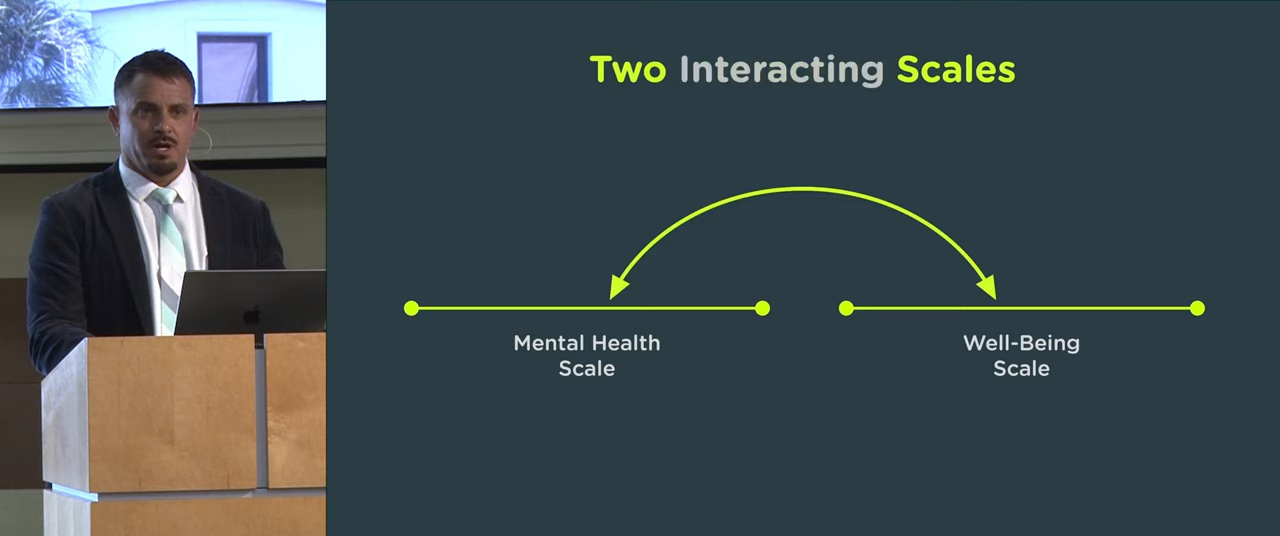 Two Interacting Scales
Mental Health
Scale
Well-Being
Scale